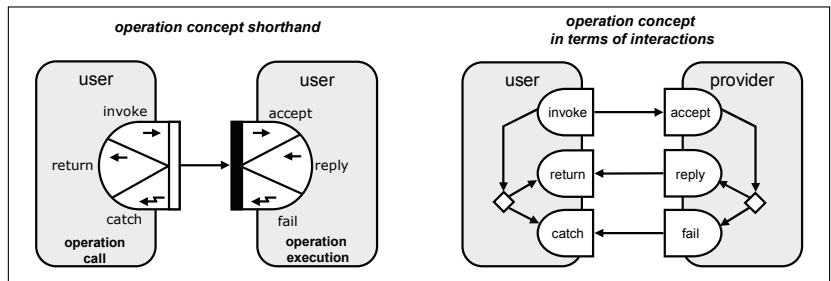 operation concept shorthand
user
invoke
return
catch
operation
call
user
accept
reply
fail
operation
execution
operation concept
in terms of interactions
user
invoke
return
catch
provider
accept
reply
fail